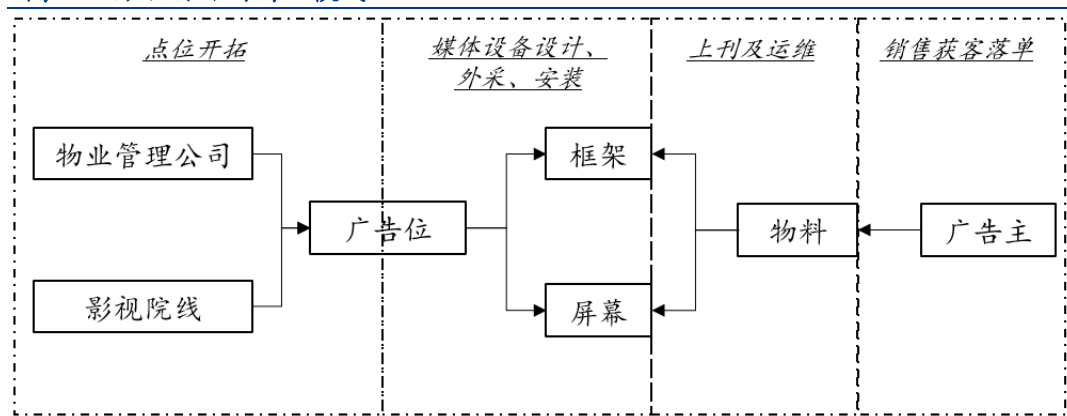 点位开拓
媒体设备设计、
外采、安装
上刊及运维
销售获客落单
物业管理公司
框架
广告位
物料
广告主
影视院线
屏幕